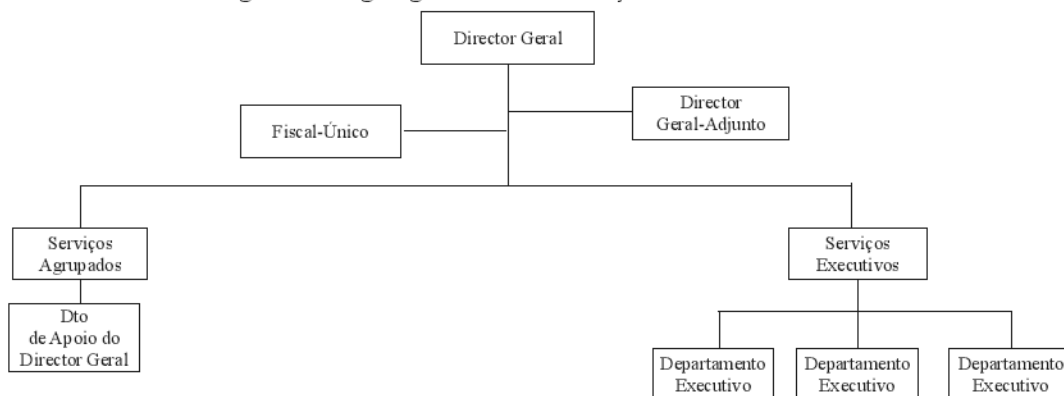 Director Geral
Director
Geral-Adjunto
Fiscal-Único
Serviços
Agrupados
Serviços
Executivos
Dto
de Apoio do
Director Geral
Departamento
Executivo
Departamento
Executivo
Departamento
Executivo